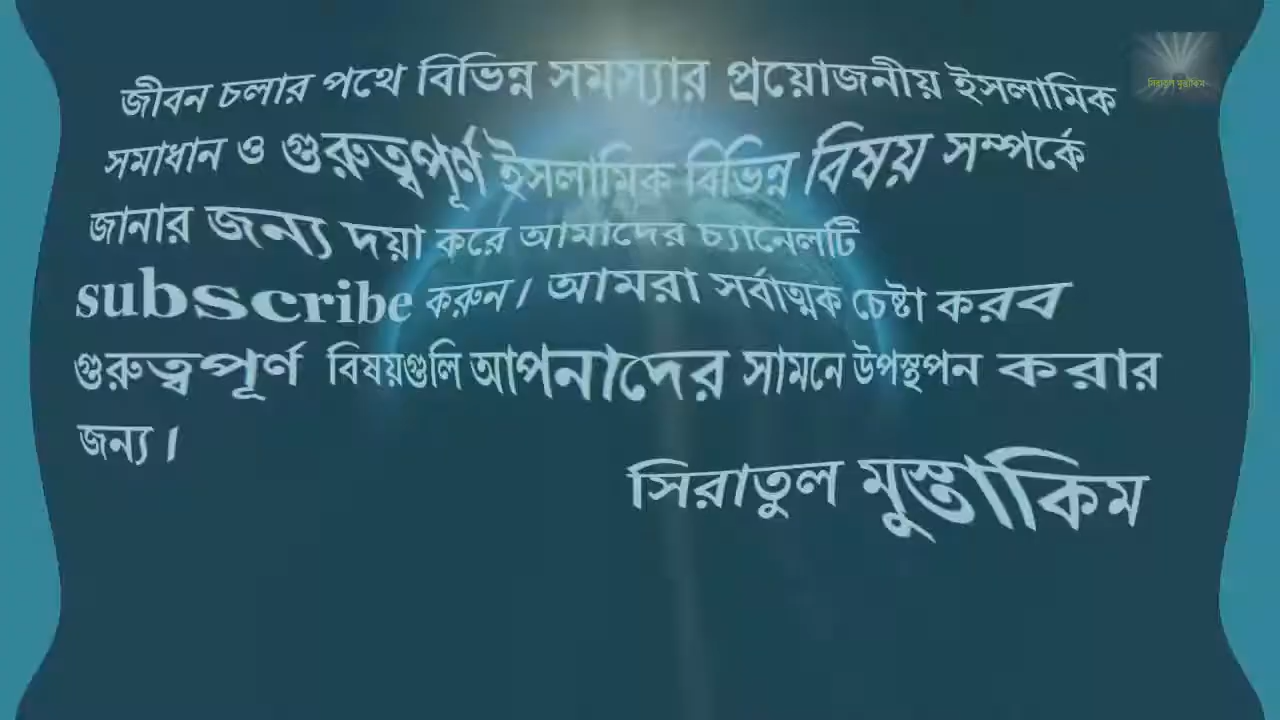 জীবন চলার পথে বিভিন্ন সমস্যার প্রয়োজনীয় ইসলামিক
সমাধান ও গুরুত্বপূর্ণ ইসলামিক বিভিন্ন বিষয় সম্পর্কে
জানার জন্য দয়া করে আমাদের চ্যানেলটি
subscribe করুন। আমরা সর্বাত্মক চেষ্টা করব
গুরুত্বপূর্ণ বিষয়গুলি আপনাদের সামনে উপস্থপন করার
জন্য।
সিরাতুল মুস্তাকিম
সিরাতুল মুস্তাকিম